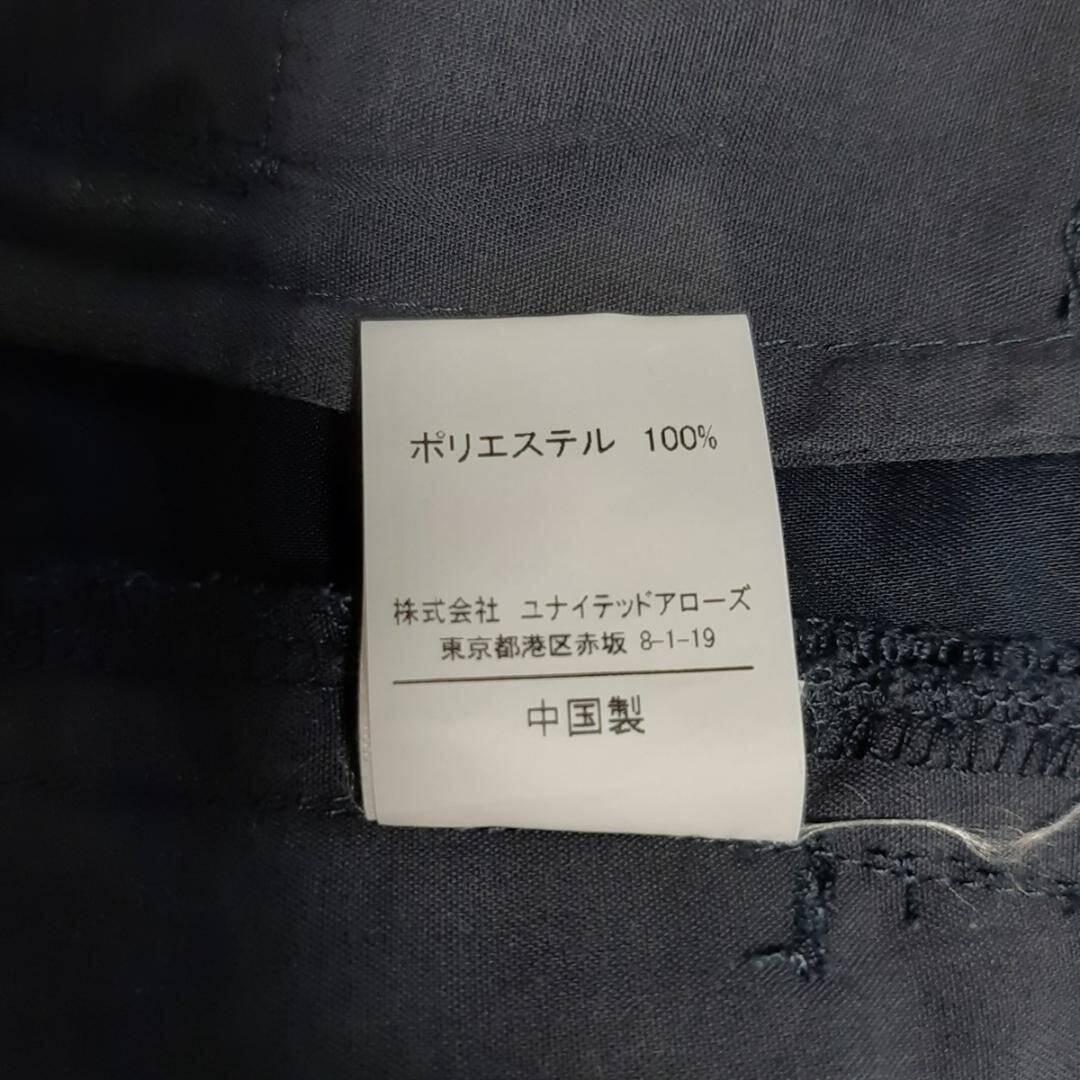 ポリエステル 100%
株式会社 ユナイテッドアローズ
東京都港区赤坂 8-1-19
中国製